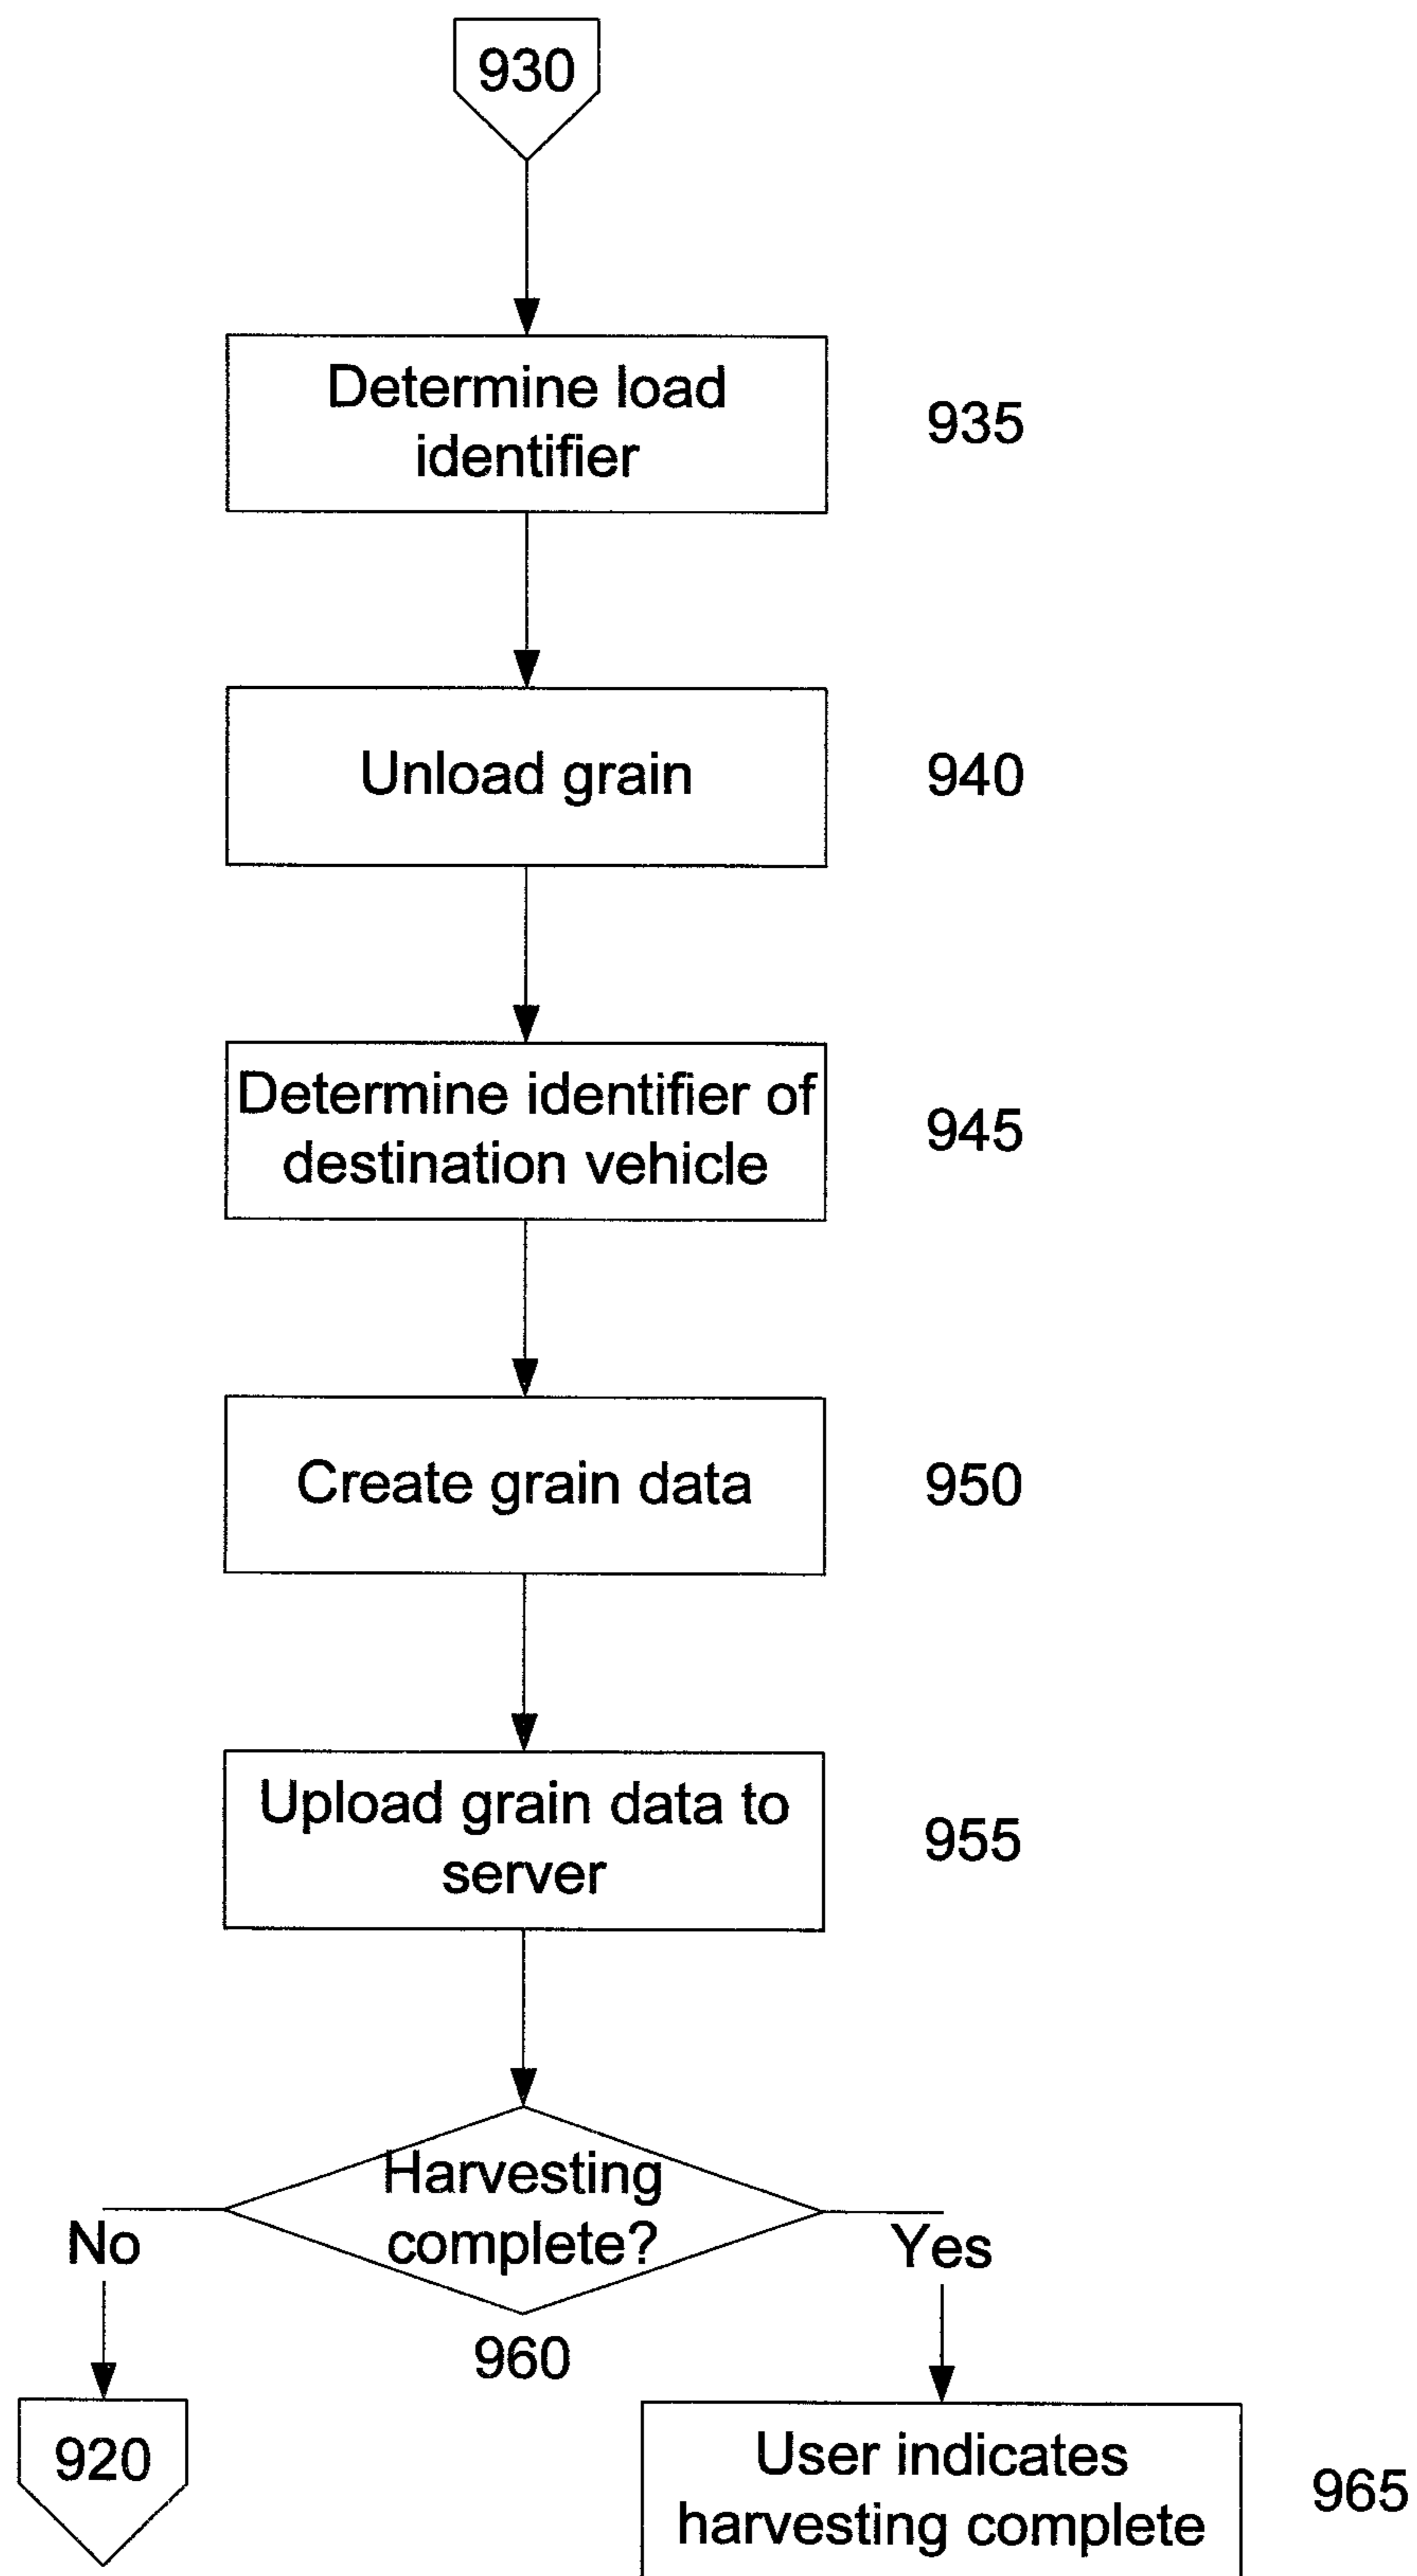 930
Determine load
identifier
935
Unload grain
940
Determine identifier of
destination vehicle
945
Create grain data
950
Upload grain data to
server
955
Harvesting
complete?
No
Yes
960
920
User indicates
harvesting complete
965